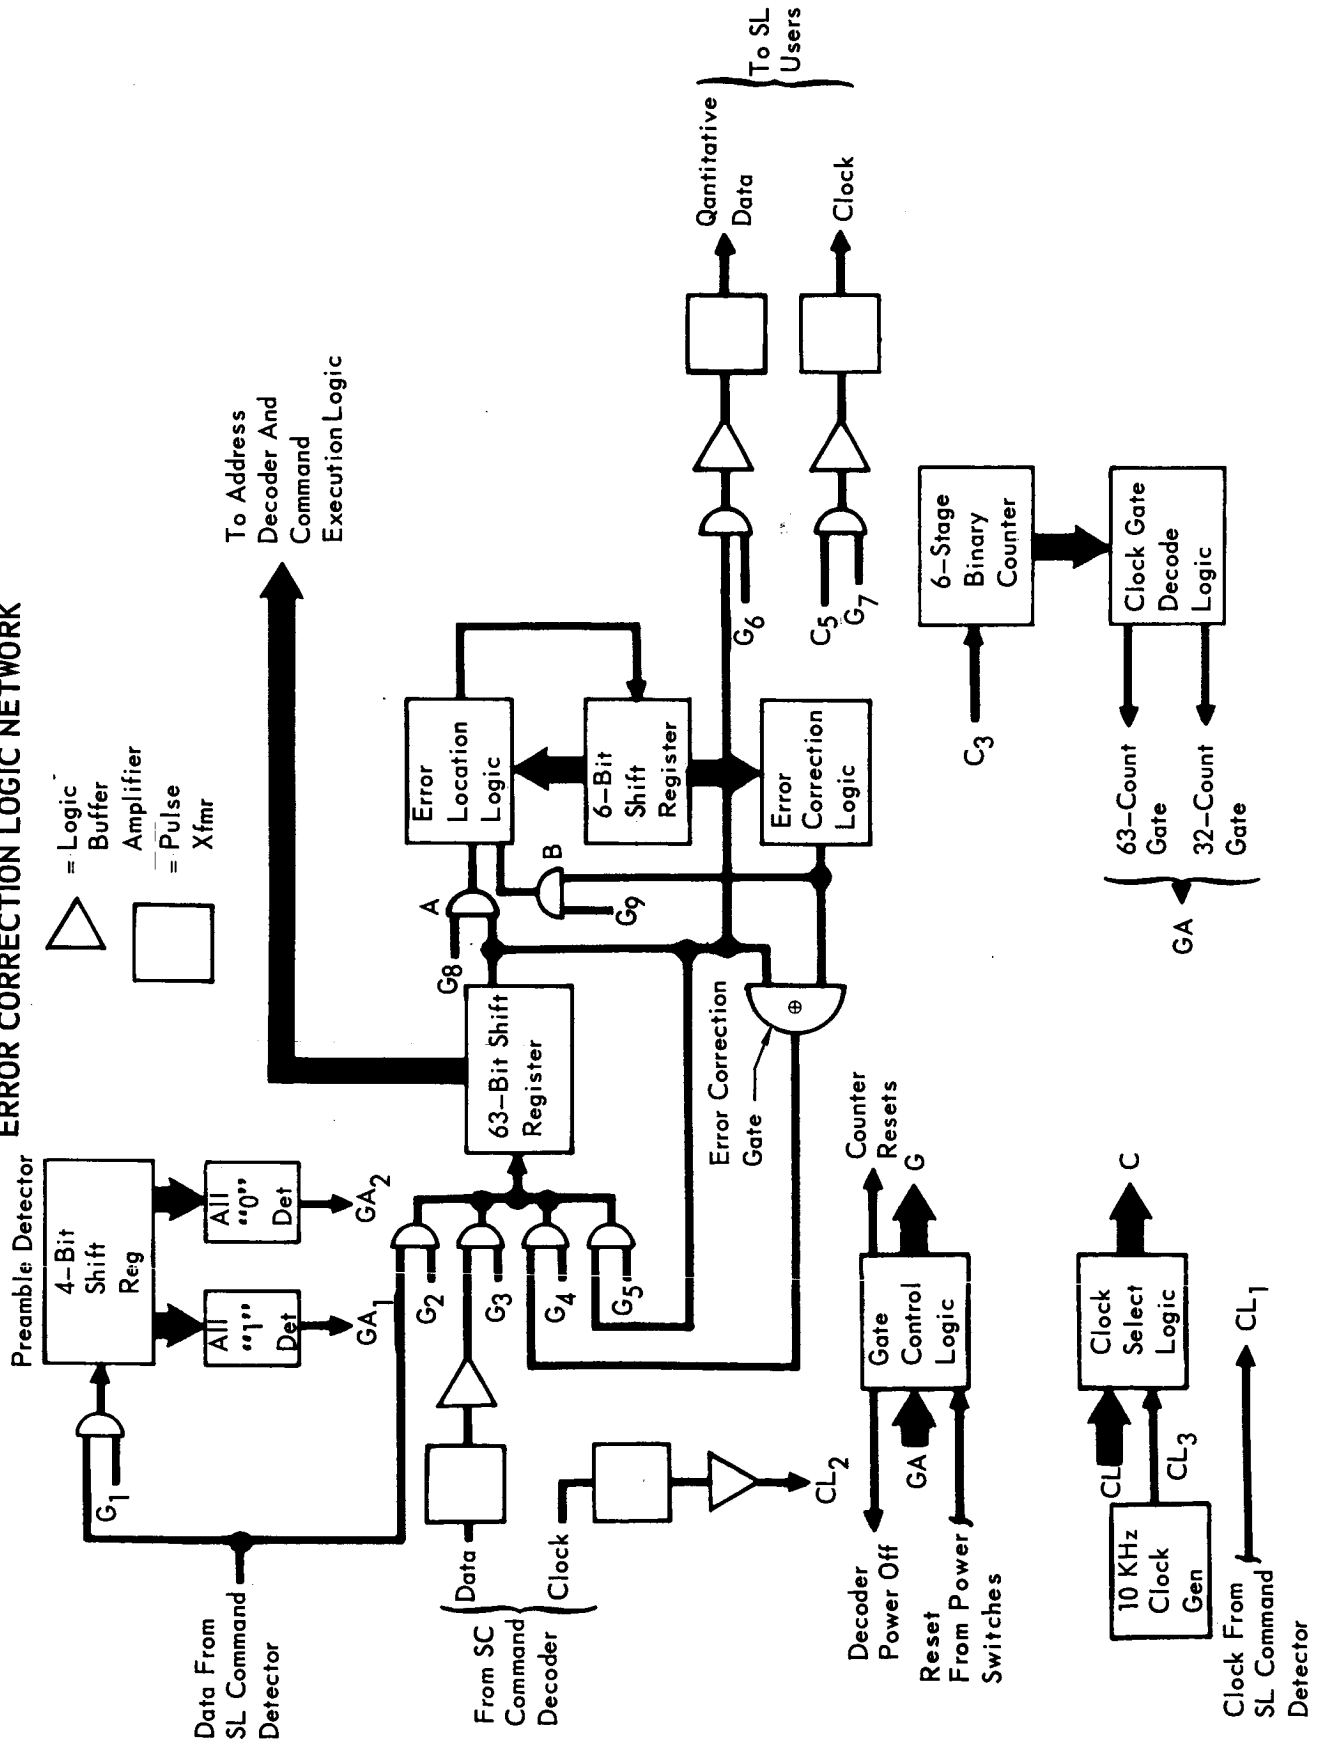 ERROR CORRECTION LOGIC NETWORK
= Logic
Buffer
Amplifier
= Pulse
Xfmr
Preamble Detector
4-Bit
Shift
Reg
All
"1"
Det
All
"0"
Det
GA1
GA2
G1
Data From
SL Command
Detector
To Address
Decoder And
Command
Execution Logic
G2
G3
G4
G5
Data
Clock
From SC
Command
Decoder
CL2
63-Bit Shift
Register
G8
A
B
G9
Error
Location
Logic
6-Bit
Shift
Register
Error
Correction
Logic
Error Correction
Gate
⊕
G6
C5
G7
Qantitative
Data
Clock
To SL
Users
Decoder
Power Off
GA
Reset
From Power
Switches
Gate
Control
Logic
Counter
Resets
G
C3
6-Stage
Binary
Counter
Clock Gate
Decode
Logic
63-Count
Gate
32-Count
Gate
GA
10 KHz
Clock
Gen
CL
CL3
Clock
Select
Logic
C
Clock From
SL Command
Detector
CL1